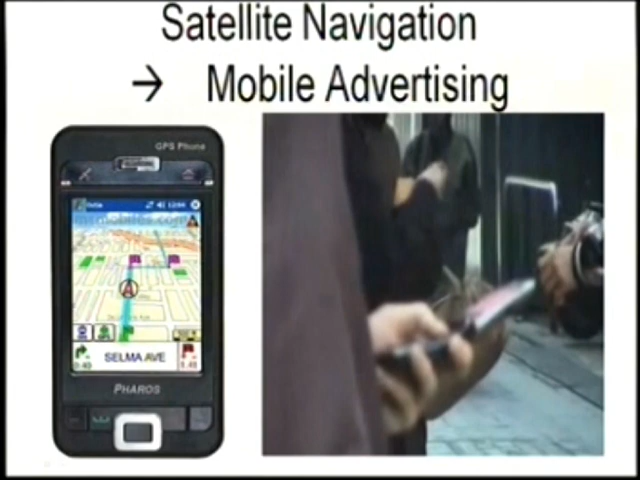 Satellite Navigation
→ Mobile Advertising
GPS Phone
SELMA AVE
PHAROS